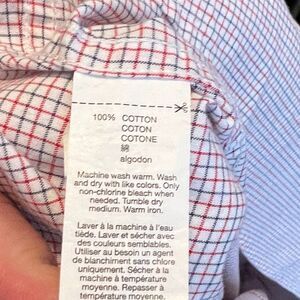 100% COTTON
COTON
COTONE
綿
algodon
Machine wash warm. Wash
and dry with like colors. Only
non-chlorine bleach when
needed. Tumble dry
medium. Warm iron.
Laver à la machine à l'eau
tiède. Laver et sécher avec
des couleurs semblables.
Utiliser au besoin un agent
de blanchiment sans chlore
uniquement. Sécher à la
machine à température
moyenne. Repasser à
température moyenne.